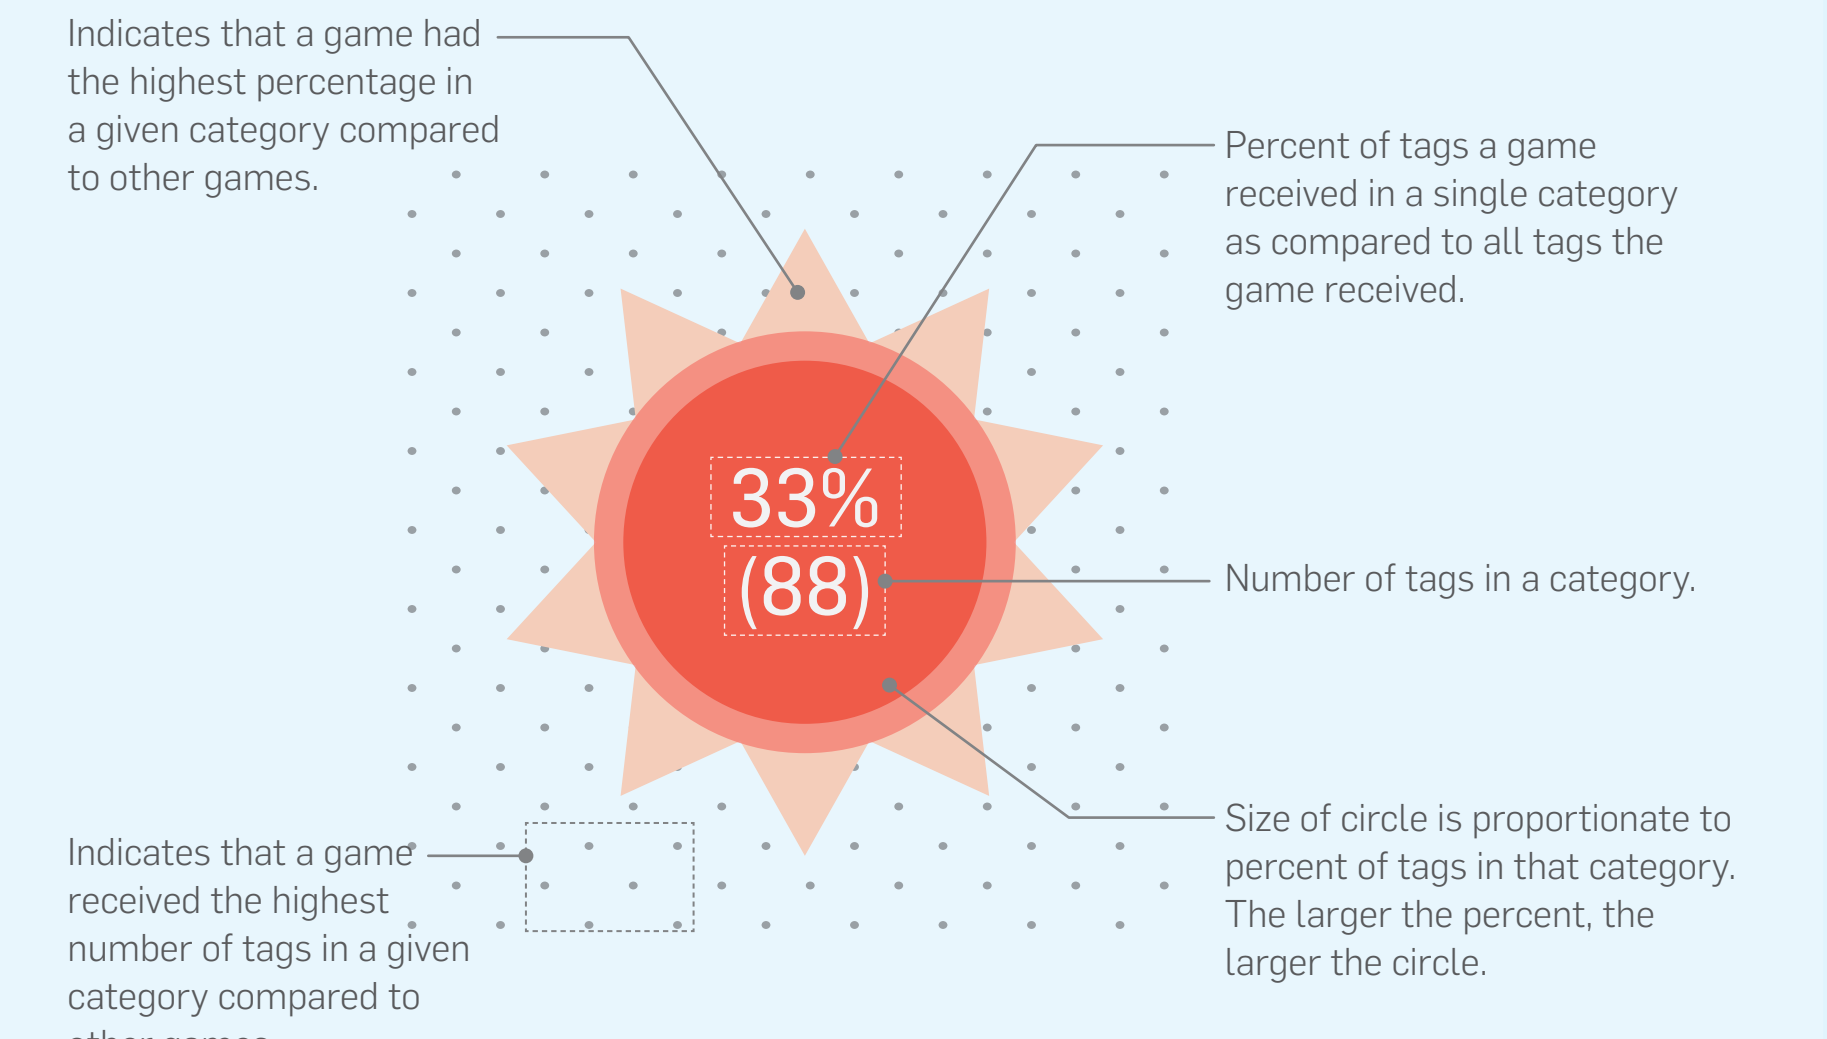 Indicates that a game had
the highest percentage in
a given category compared
to other games.
Percent of tags a game
received in a single category
as compared to all tags the
game received.
33%
(88)
Number of tags in a category.
Size of circle is proportionate to
percent of tags in that category.
The larger the percent, the
larger the circle.
Indicates that a game
received the highest
number of tags in a given
category compared to
other games.